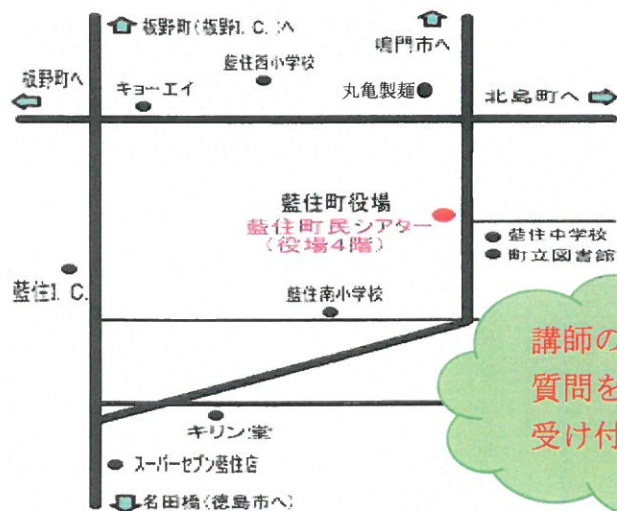 板野町(板野I.C.)へ
鳴門市へ
藍住西小学校
板野町へ
キョーエイ
丸亀製麺
北島町へ
藍住町役場
藍住町民シアター
(役場4階)
藍住中学校
町立図書館
藍住I.C.
藍住南小学校
講師の
質問を
受け付
キリン堂
スーパーセブン藍住店
名田橋(徳島市へ)